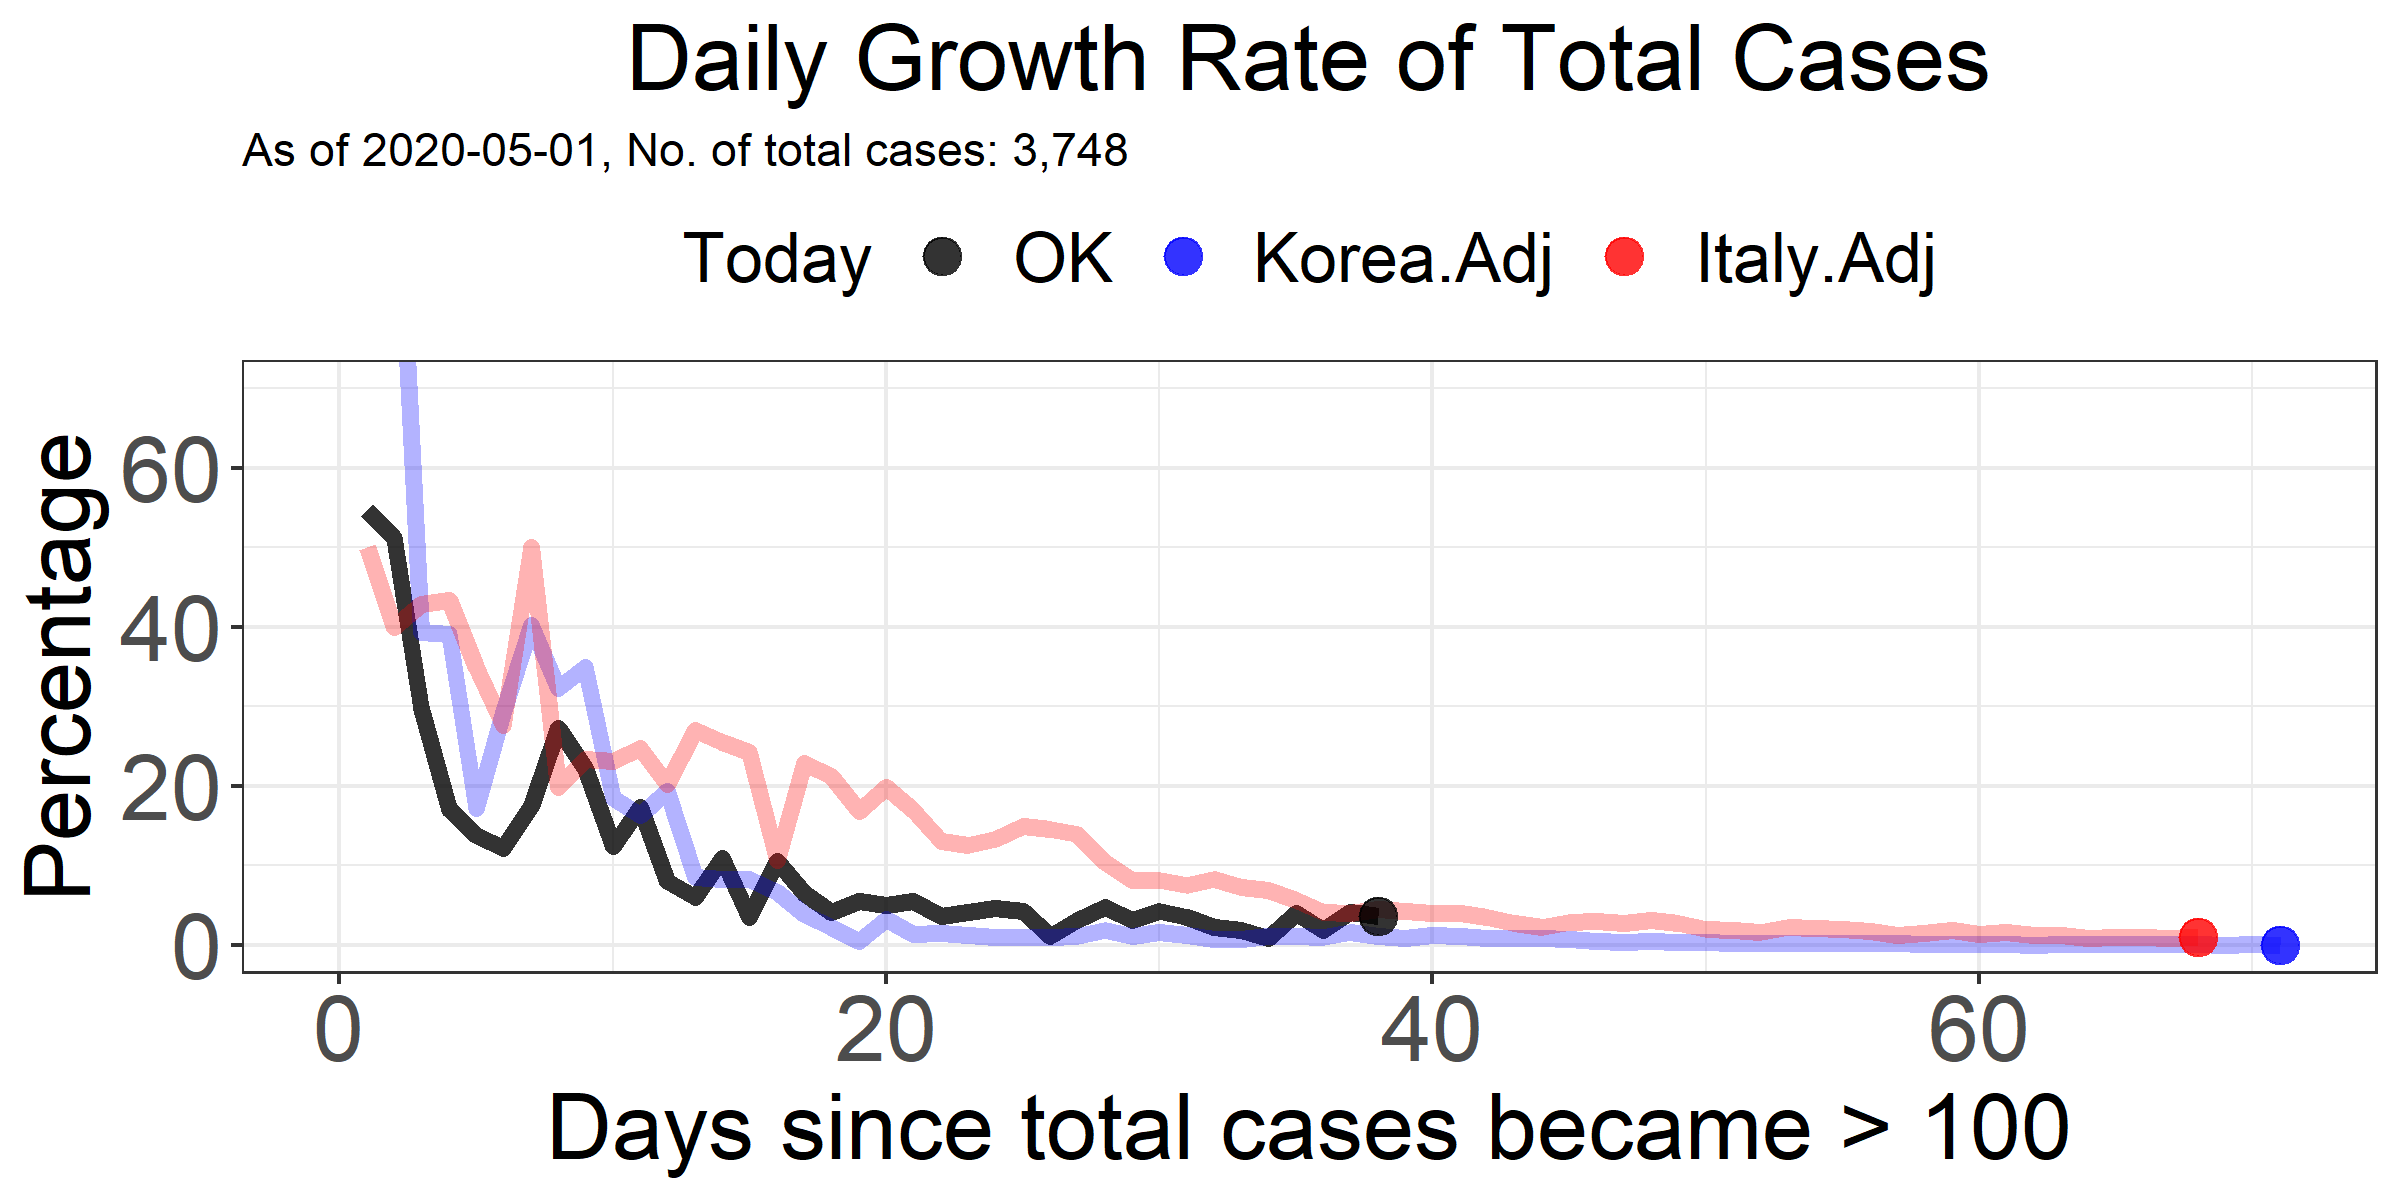 Daily Growth Rate of Total Cases
As of 2020-05-01, No. of total cases: 3,748
Today OK Korea.Adj Italy.Adj
Percentage
60
40
20
0
0 20 40 60
Days since total cases became > 100